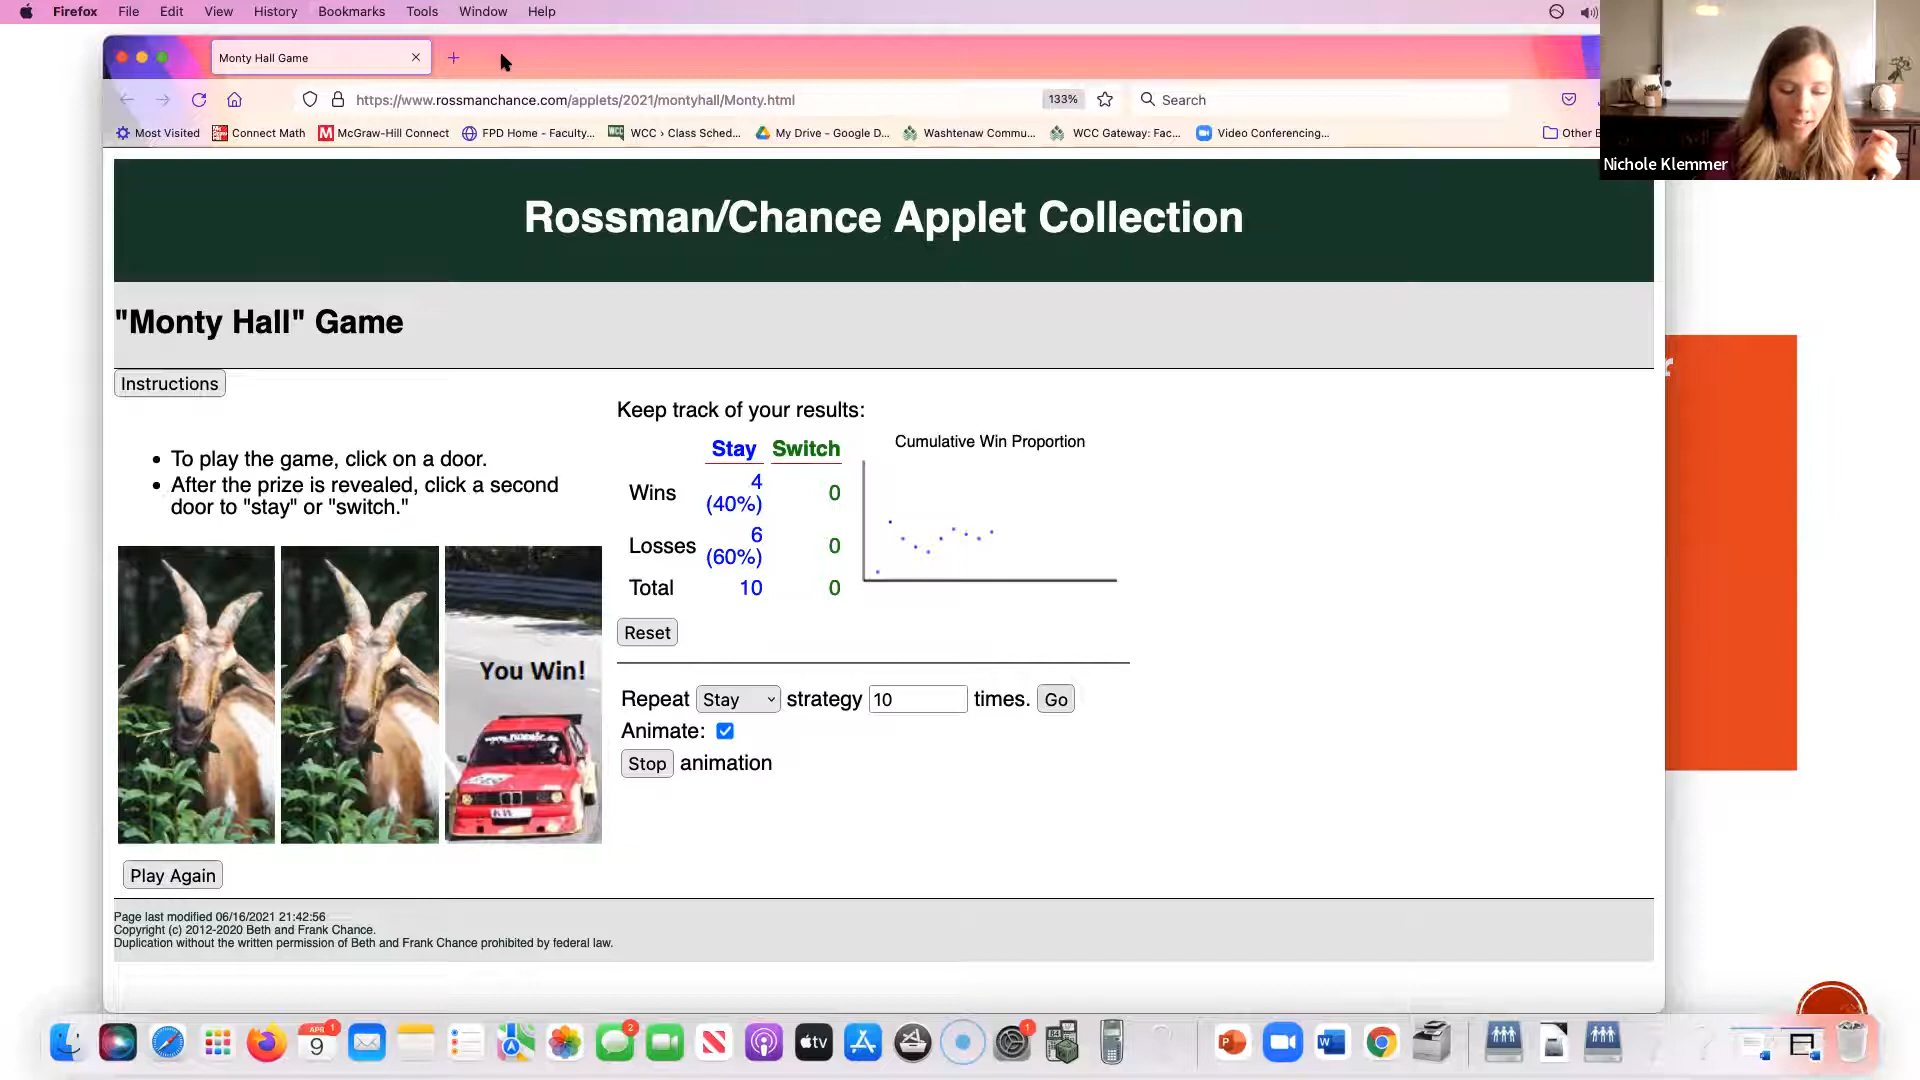 Firefox File Edit View History Bookmarks Tools Window Help
Monty Hall Game
https://www.rossmanchance.com/applets/2021/montyhall/Monty.html 133% Search
Most Visited Connect Math McGraw-Hill Connect FPD Home - Faculty... WCC › Class Sched... My Drive - Google D... Washtenaw Commu... WCC Gateway: Fac... Video Conferencing... Other B
Nichole Klemmer
Rossman/Chance Applet Collection
"Monty Hall" Game
Instructions
• To play the game, click on a door.
• After the prize is revealed, click a second
door to "stay" or "switch."
You Win!
Play Again
Keep track of your results:
Stay Switch
Wins 4 (40%) 0
Losses 6 (60%) 0
Total 10 0
Cumulative Win Proportion
Reset
Repeat Stay strategy 10 times. Go
Animate:
Stop animation
Page last modified 06/16/2021 21:42:56
Copyright (c) 2012-2020 Beth and Frank Chance.
Duplication without the written permission of Beth and Frank Chance prohibited by federal law.
APR 1
9
2
tv
1
P
W